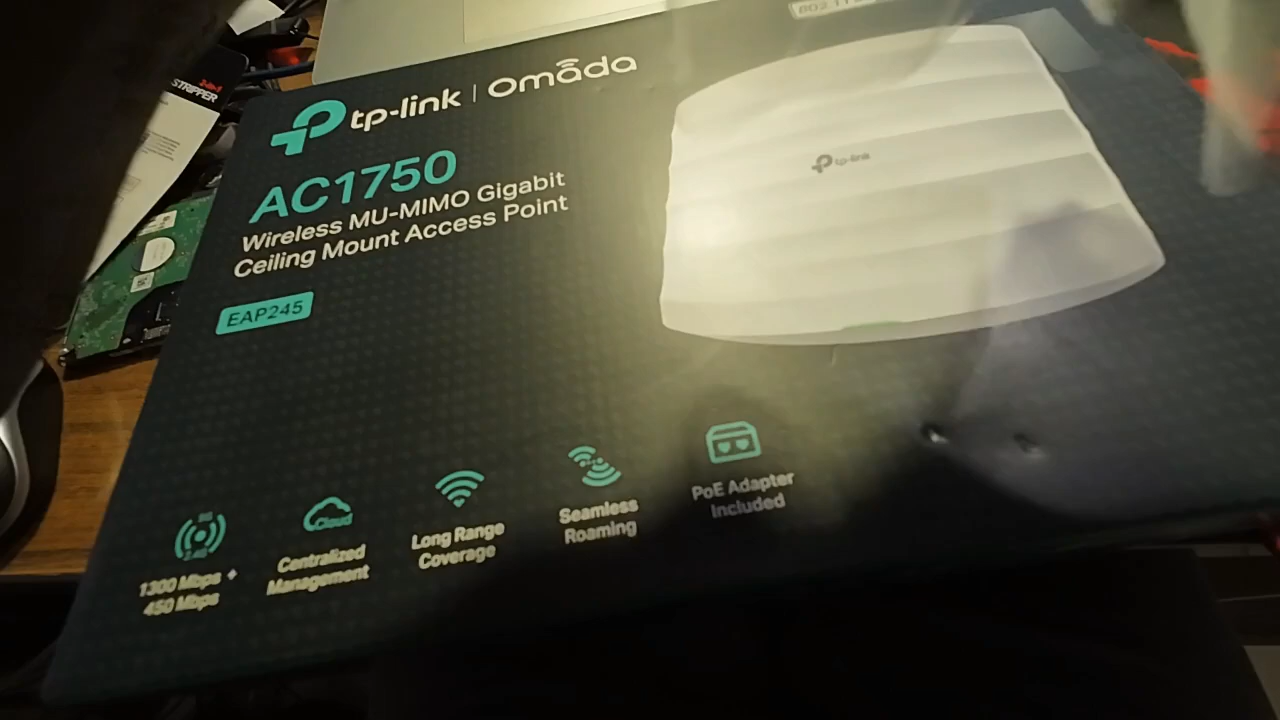 STRIPPER
tp-link | omada
AC1750
Wireless MU-MIMO Gigabit
Ceiling Mount Access Point
EAP245
tp-link
1300 Mbps +
450 Mbps
Cloud
Centralized
Management
Long Range
Coverage
Seamless
Roaming
PoE Adapter
Included